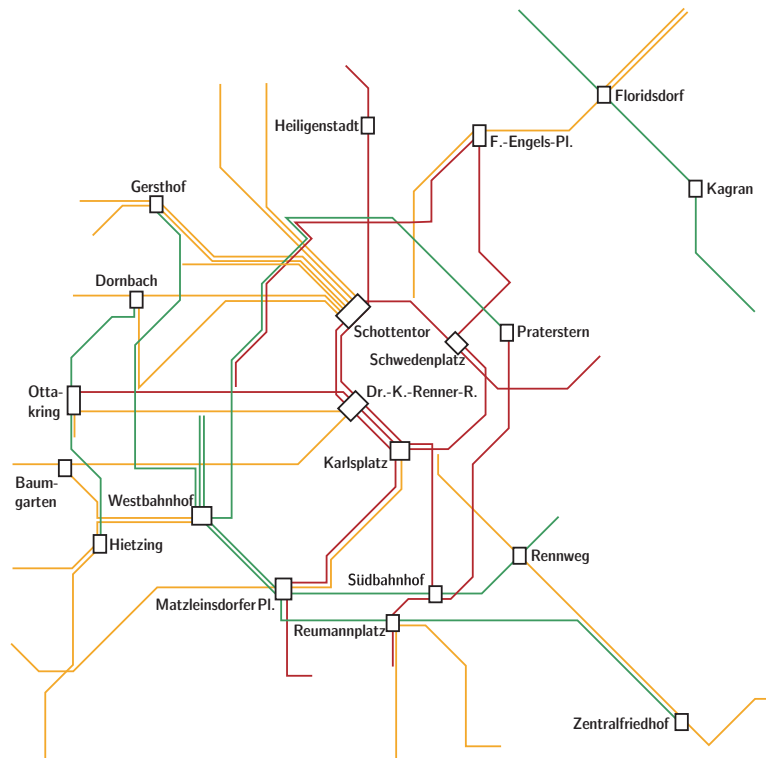 Floridsdorf
Heiligenstadt
F.-Engels-Pl.
Gersthof
Kagran
Dornbach
Schottentor
Praterstern
Schwedenplatz
Otta-
kring
Dr.-K.-Renner-R.
Karlsplatz
Baum-
garten
Westbahnhof
Hietzing
Rennweg
Südbahnhof
Matzleinsdorfer Pl.
Reumannplatz
Zentralfriedhof